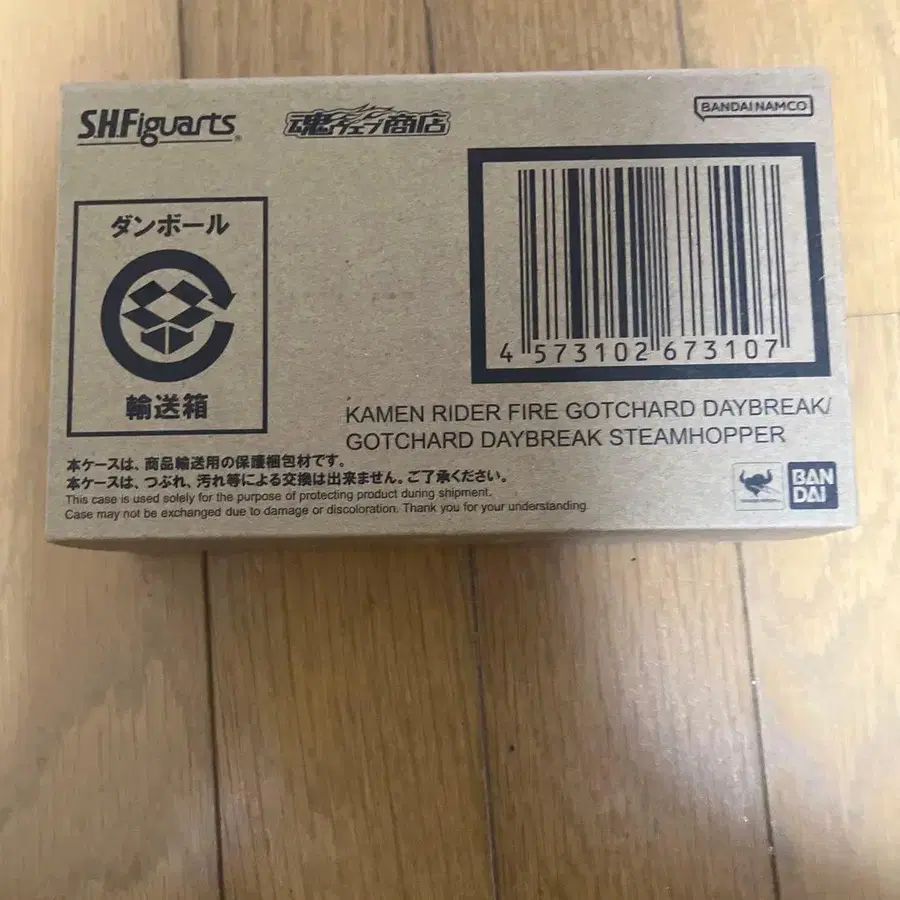 S.H.Figuarts®
魂ウェブ商店
BANDAI NAMCO
ダンボール
輸送箱
4 573102 673107
KAMEN RIDER FIRE GOTCHARD DAYBREAK/
GOTCHARD DAYBREAK STEAMHOPPER
本ケースは、商品輸送用の保護梱包材です。
本ケースは、つぶれ、汚れ等による交換は出来ません。ご了承ください。
This case is used solely for the purpose of protecting product during shipment.
Case may not be exchanged due to damage or discoloration. Thank you for your understanding.
BAN
DAI